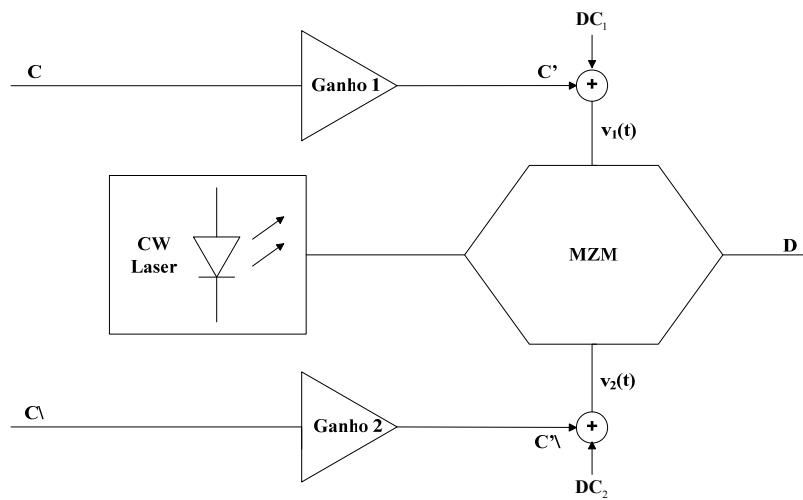 DC1
C
Ganho 1
C’
+
v1(t)
CW
Laser
MZM
D
v2(t)
C\
Ganho 2
C’\
+
DC2